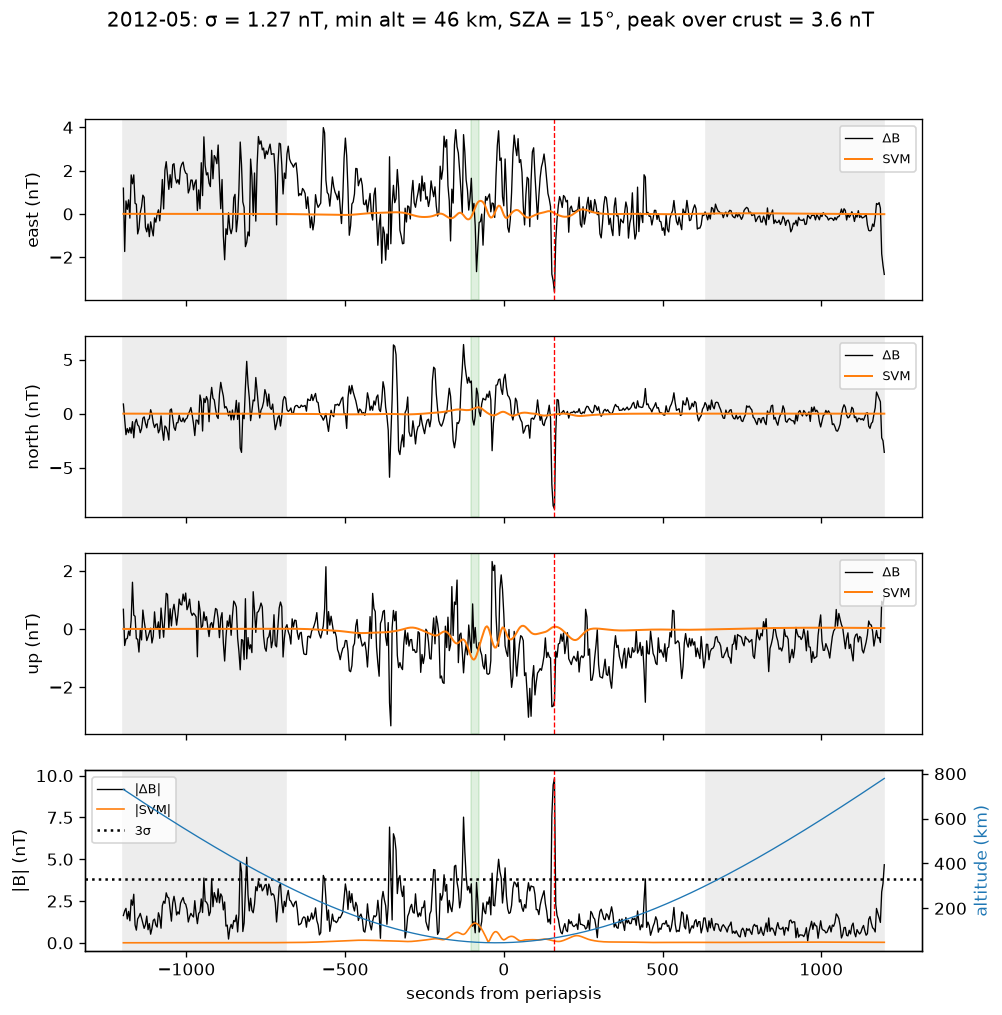 2012-05: σ = 1.27 nT, min alt = 46 km, SZA = 15°, peak over crust = 3.6 nT
4
2
0
−2
east (nT)
ΔB
SVM
5
0
−5
north (nT)
ΔB
SVM
2
0
−2
up (nT)
ΔB
SVM
10.0
7.5
5.0
2.5
0.0
|B| (nT)
|ΔB|
|SVM|
3σ
800
600
400
200
altitude (km)
−1000
−500
0
500
1000
seconds from periapsis